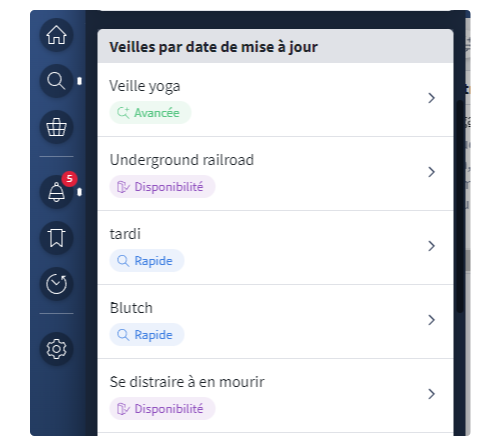 Veilles par date de mise à jour
Veille yoga
Avancée
Underground railroad
Disponibilité
5
tardi
Rapide
Blutch
Rapide
Se distraire à en mourir
Disponibilité